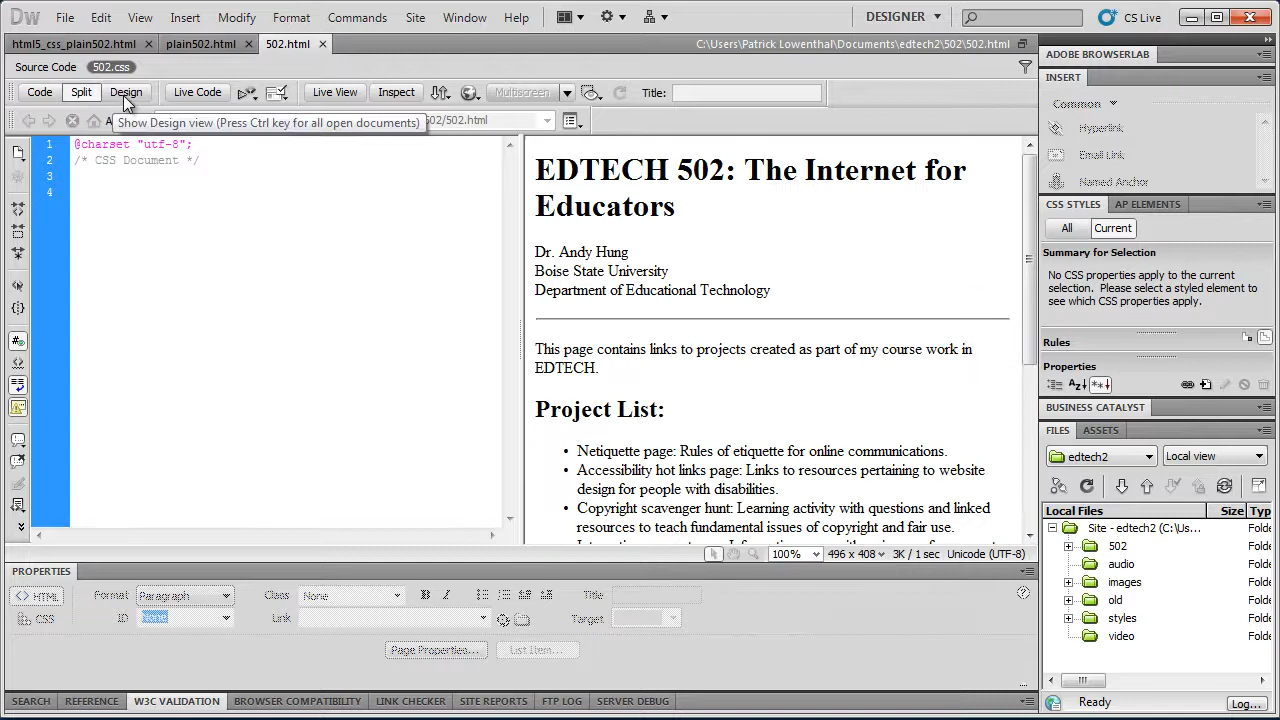 Dw File Edit View Insert Modify Format Commands Site Window Help DESIGNER CS Live
html5_css_plain502.html plain502.html 502.html C:\Users\Patrick Lowenthal\Documents\edtech2\502\502.html
Source Code 502.css
Code Split Design Live Code Live View Inspect Multiscreen Title:
A 02/502.html
Show Design view (Press Ctrl key for all open documents)
1 @charset "utf-8";
2 /* CSS Document */
3
4
EDTECH 502: The Internet for
Educators
Dr. Andy Hung
Boise State University
Department of Educational Technology
This page contains links to projects created as part of my course work in
EDTECH.
Project List:
• Netiquette page: Rules of etiquette for online communications.
• Accessibility hot links page: Links to resources pertaining to website
design for people with disabilities.
• Copyright scavenger hunt: Learning activity with questions and linked
resources to teach fundamental issues of copyright and fair use.
100% 496 x 408 3K / 1 sec Unicode (UTF-8)
PROPERTIES
<> HTML Format Paragraph Class None B I Title
CSS ID None Link Target
Page Properties... List Item...
SEARCH REFERENCE W3C VALIDATION BROWSER COMPATIBILITY LINK CHECKER SITE REPORTS FTP LOG SERVER DEBUG
ADOBE BROWSERLAB
INSERT
Common
Hyperlink
Email Link
Named Anchor
CSS STYLES AP ELEMENTS
All Current
Summary for Selection
No CSS properties apply to the current
selection. Please select a styled element to
see which CSS properties apply.
Rules
Properties
BUSINESS CATALYST
FILES ASSETS
edtech2 Local view
Local Files Size Typ
Site - edtech2 (C:\Us... Folde
502 Folde
audio Folde
images Folde
old Folde
styles Folde
video Folde
Ready Log...